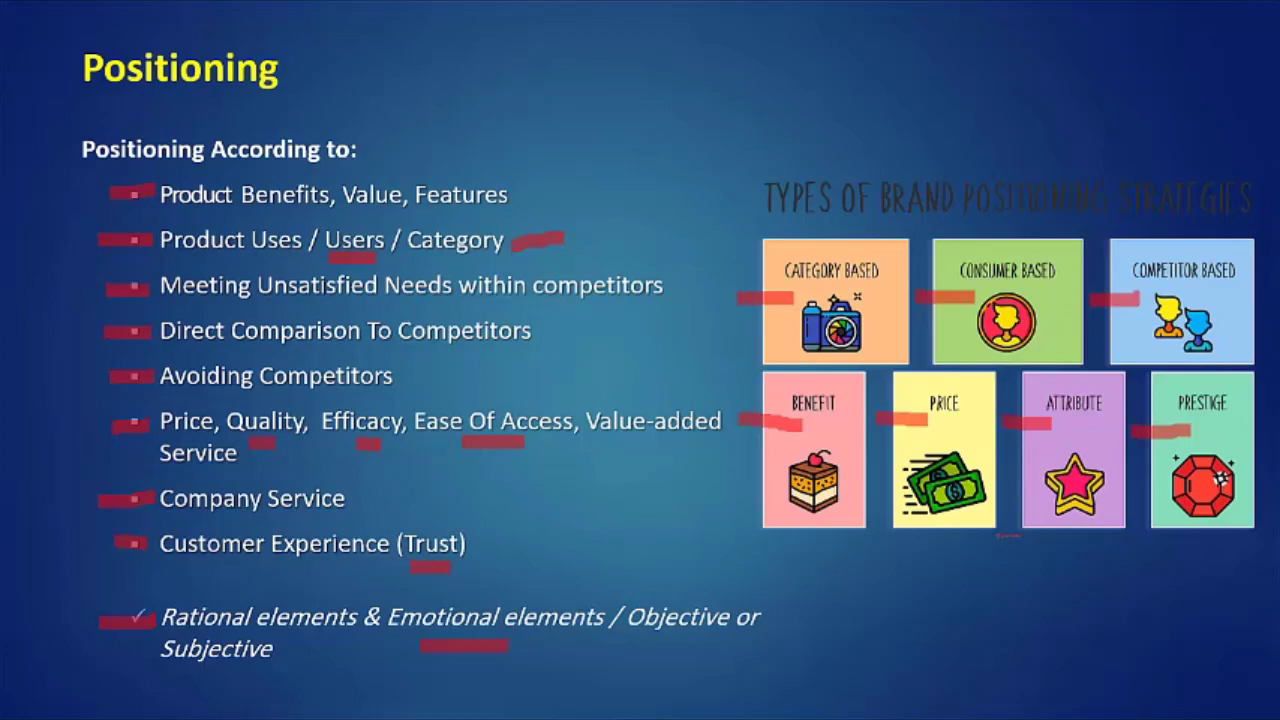 Positioning
Positioning According to:
Product Benefits, Value, Features
Product Uses / Users / Category
Meeting Unsatisfied Needs within competitors
Direct Comparison To Competitors
Avoiding Competitors
Price, Quality, Efficacy, Ease Of Access, Value-added
Service
Company Service
Customer Experience (Trust)
Rational elements & Emotional elements / Objective or
Subjective
TYPES OF BRAND POSITIONING STRATEGIES
CATEGORY BASED
CONSUMER BASED
COMPETITOR BASED
BENEFIT
PRICE
ATTRIBUTE
PRESTIGE